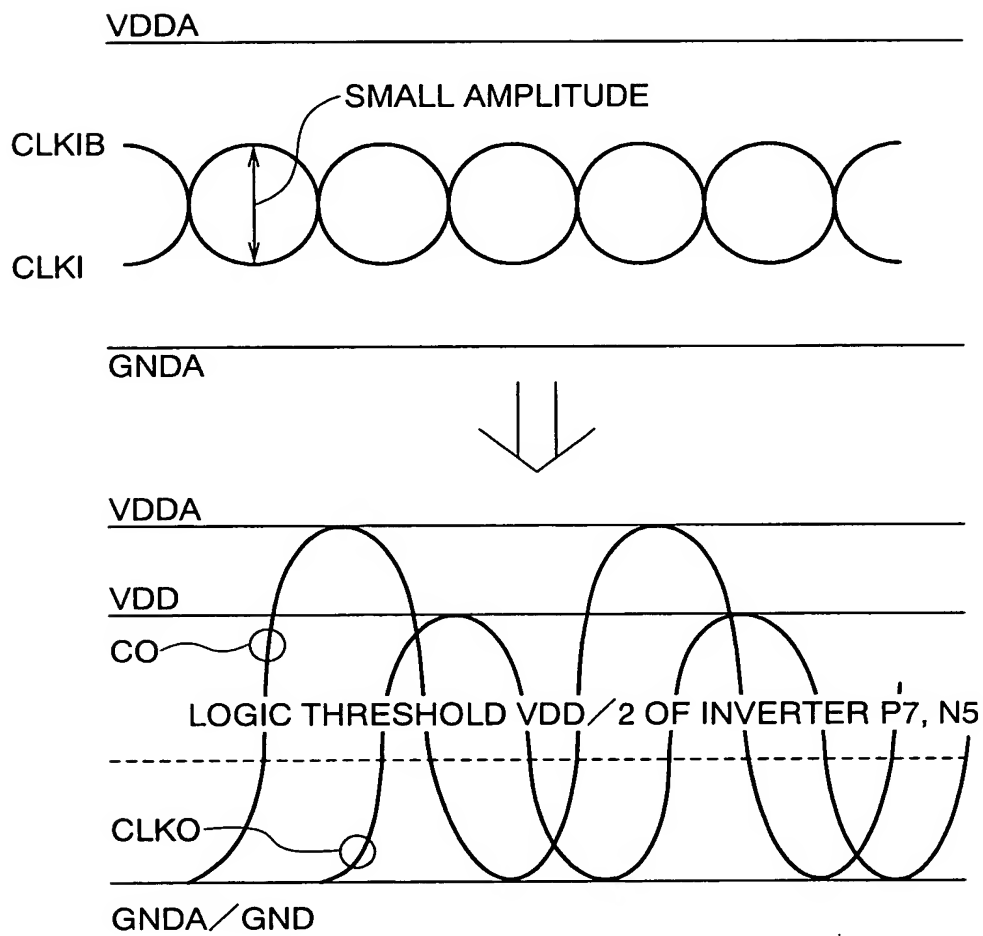 VDDA
SMALL AMPLITUDE
CLKIB
CLKI
GNDA
VDDA
VDD
CO
LOGIC THRESHOLD VDD/2 OF INVERTER P7, N5
CLKO
GNDA/GND